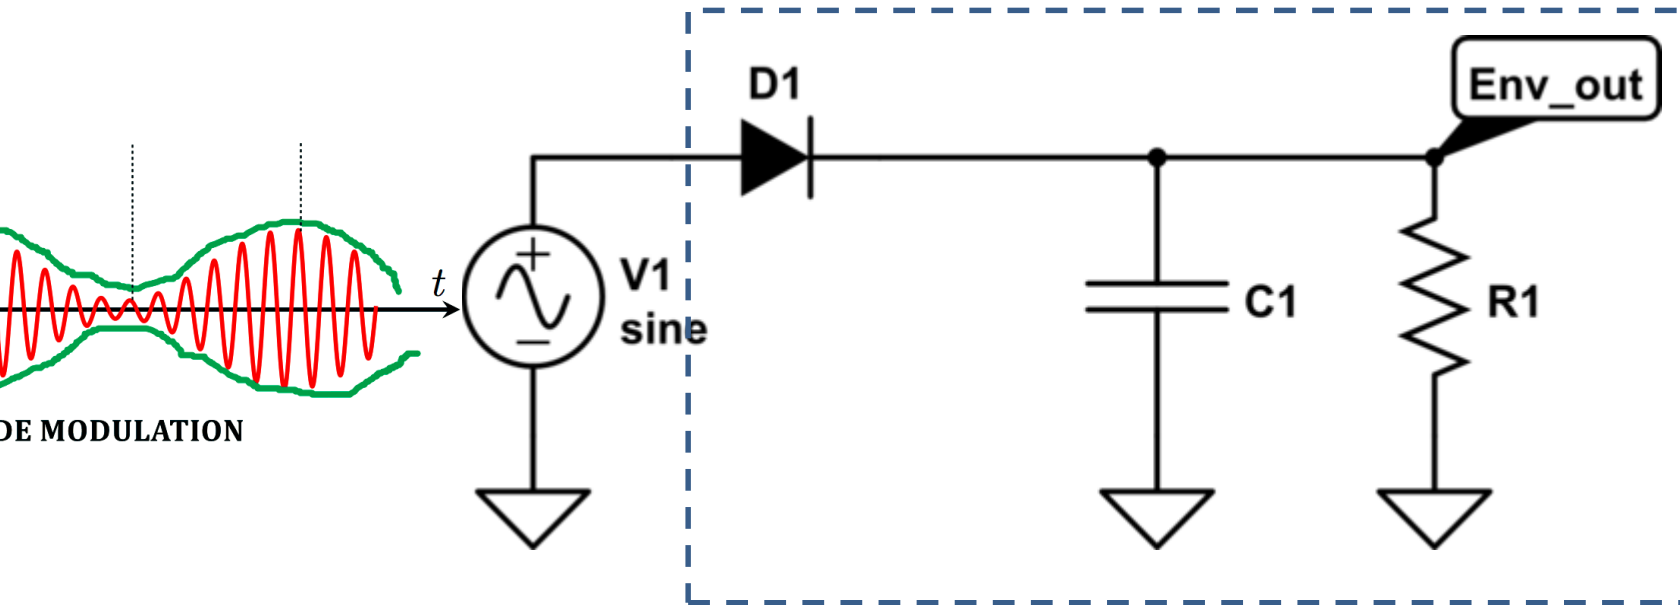 D1
Env_out
t
V1
sine
C1
R1
DE MODULATION